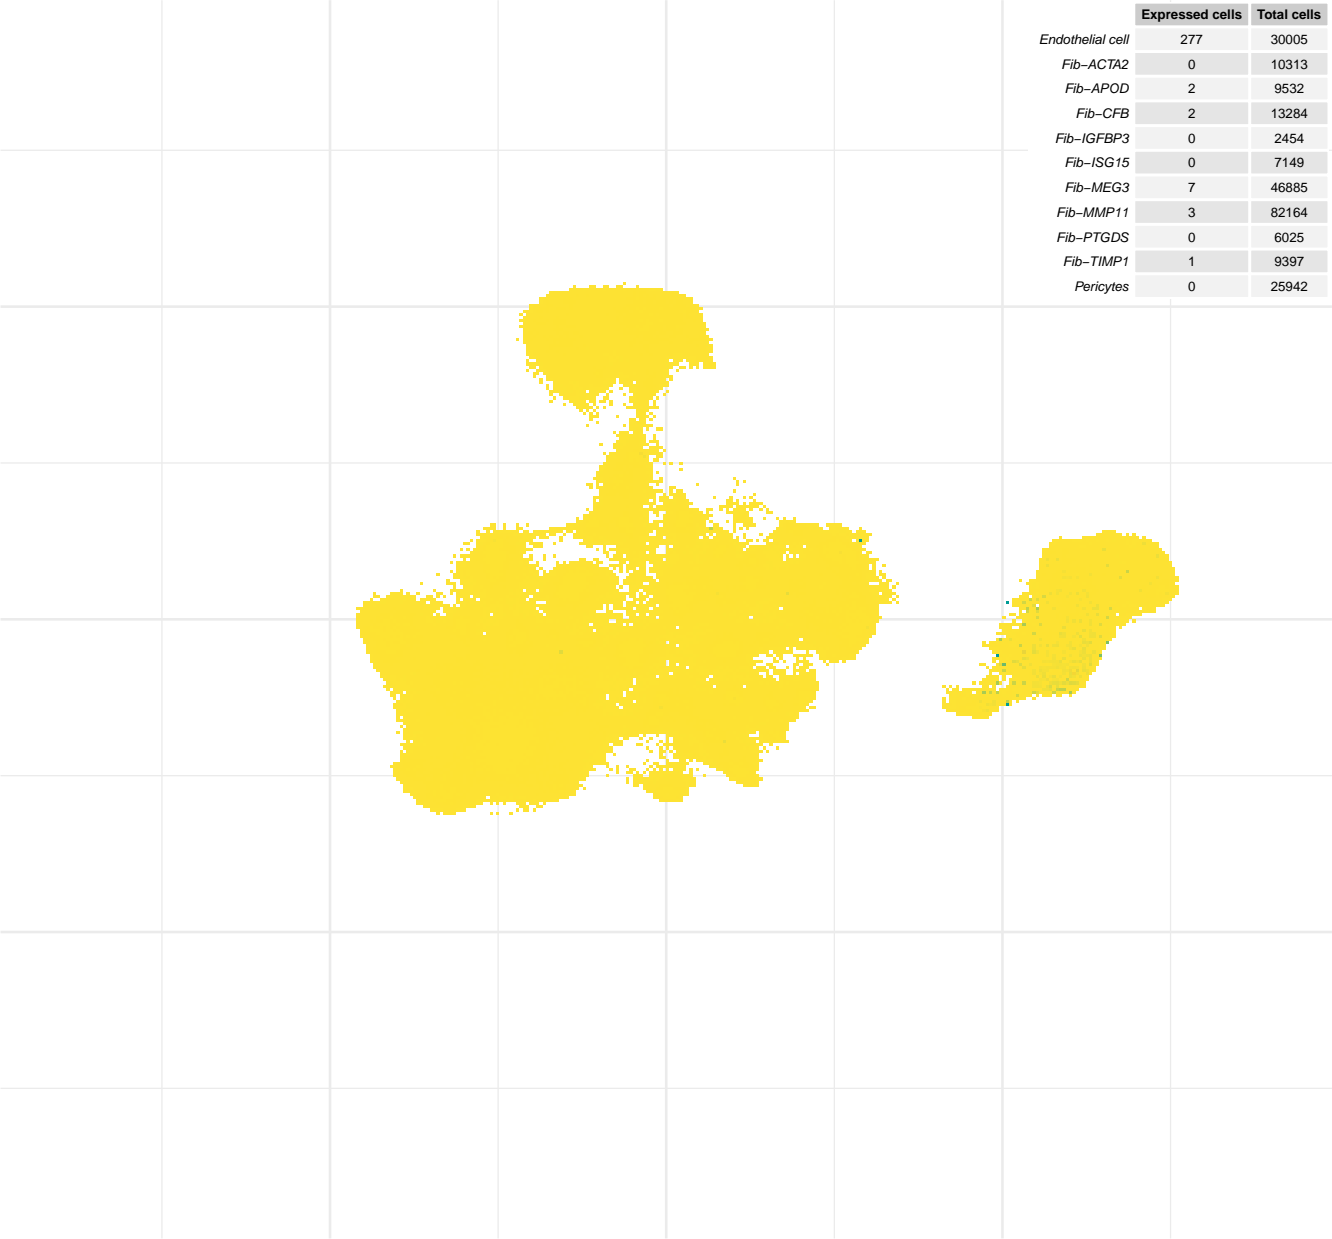 Expressed cells Total cells
Endothelial cell 277 30005
Fib−ACTA2 0 10313
Fib−APOD 2 9532
Fib−CFB 2 13284
Fib−IGFBP3 0 2454
Fib−ISG15 0 7149
Fib−MEG3 7 46885
Fib−MMP11 3 82164
Fib−PTGDS 0 6025
Fib−TIMP1 1 9397
Pericytes 0 25942